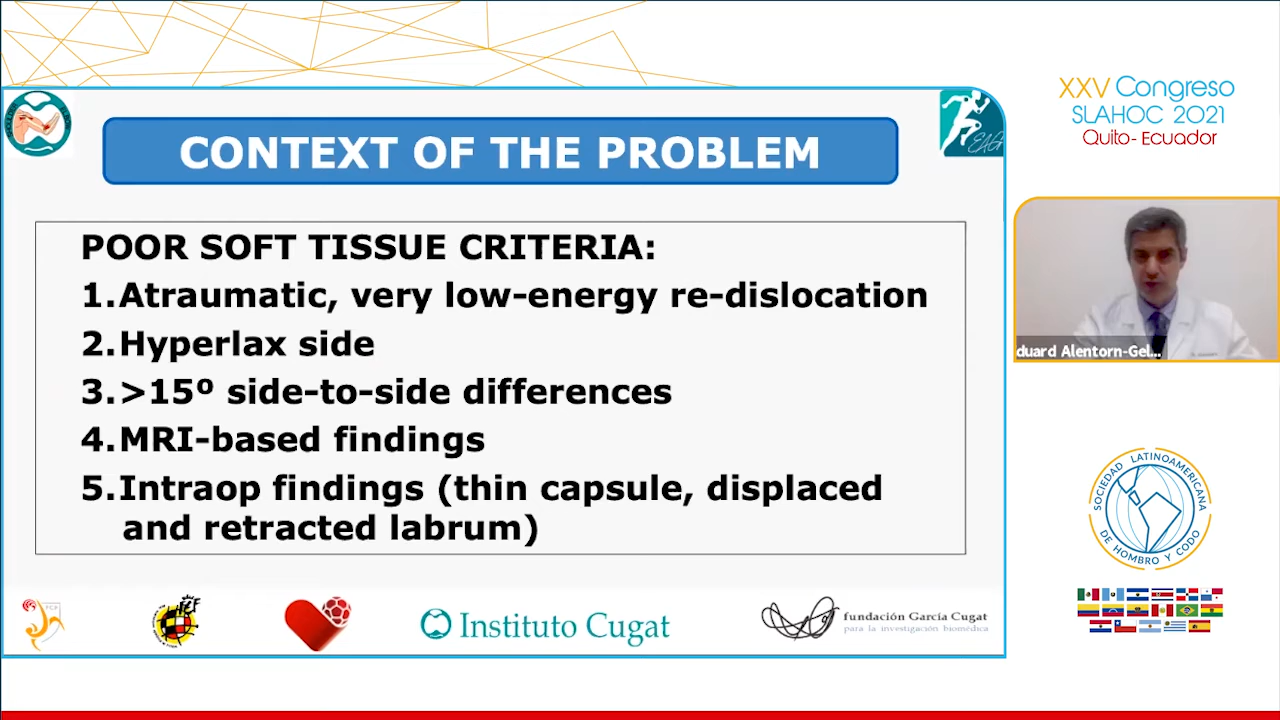 XXV Congreso
SLAHOC 2021
Quito- Ecuador
CONTEXT OF THE PROBLEM
POOR SOFT TISSUE CRITERIA:
1.Atraumatic, very low-energy re-dislocation
2.Hyperlax side
3.>15º side-to-side differences
4.MRI-based findings
5.Intraop findings (thin capsule, displaced
and retracted labrum)
duard Alentorn-Gel...
SOCIEDAD LATINOAMERICANA
DE HOMBRO Y CODO
Instituto Cugat
fundación García Cugat
para la investigación biomédica